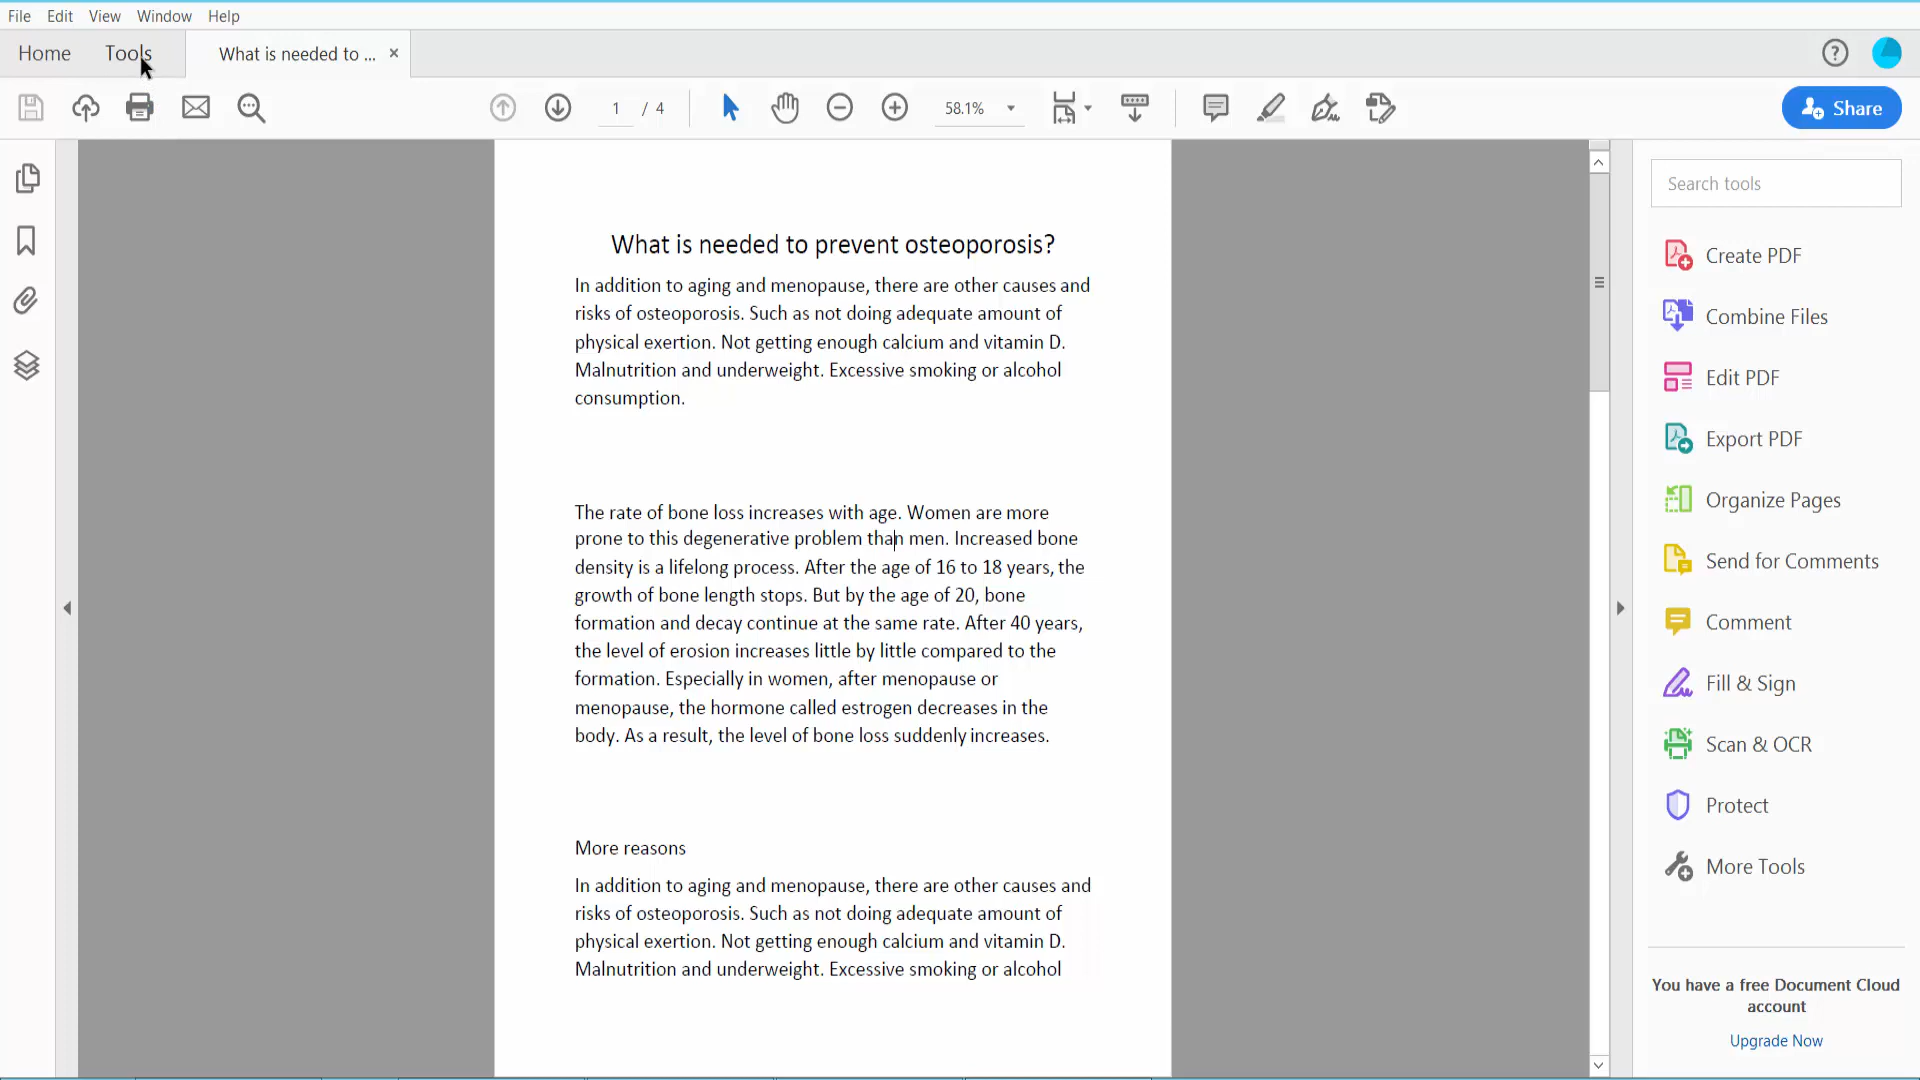 File Edit View Window Help
Home Tools What is needed to ...
1 / 4 58.1% Share
Search tools
What is needed to prevent osteoporosis?
In addition to aging and menopause, there are other causes and
risks of osteoporosis. Such as not doing adequate amount of
physical exertion. Not getting enough calcium and vitamin D.
Malnutrition and underweight. Excessive smoking or alcohol
consumption.
The rate of bone loss increases with age. Women are more
prone to this degenerative problem than men. Increased bone
density is a lifelong process. After the age of 16 to 18 years, the
growth of bone length stops. But by the age of 20, bone
formation and decay continue at the same rate. After 40 years,
the level of erosion increases little by little compared to the
formation. Especially in women, after menopause or
menopause, the hormone called estrogen decreases in the
body. As a result, the level of bone loss suddenly increases.
More reasons
In addition to aging and menopause, there are other causes and
risks of osteoporosis. Such as not doing adequate amount of
physical exertion. Not getting enough calcium and vitamin D.
Malnutrition and underweight. Excessive smoking or alcohol
Create PDF
Combine Files
Edit PDF
Export PDF
Organize Pages
Send for Comments
Comment
Fill & Sign
Scan & OCR
Protect
More Tools
You have a free Document Cloud
account
Upgrade Now